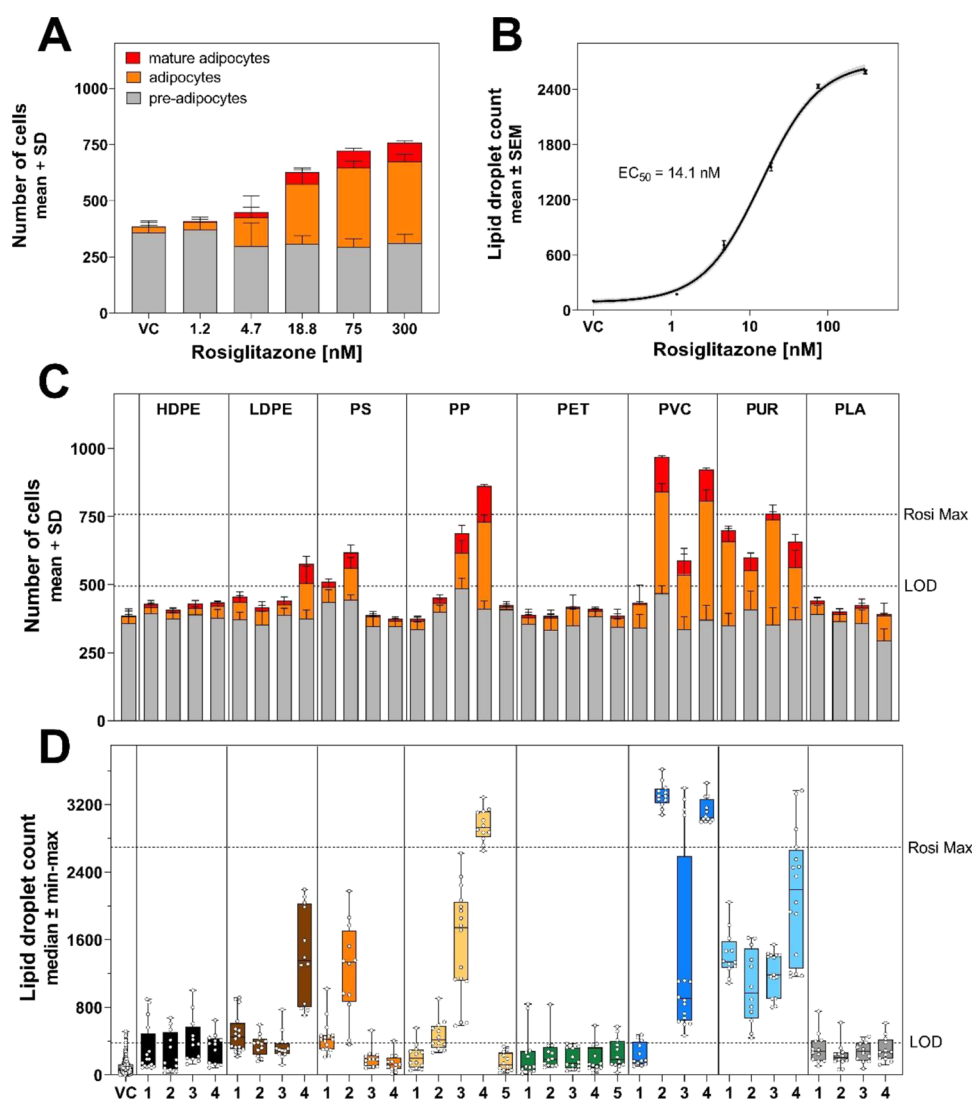 A
mature adipocytes
adipocytes
pre-adipocytes
Number of cells
mean + SD
1000
750
500
250
0
VC 1.2 4.7 18.8 75 300
Rosiglitazone [nM]
B
Lipid droplet count
mean ± SEM
2400
1800
1200
600
0
EC50 = 14.1 nM
VC 1 10 100
Rosiglitazone [nM]
C
HDPE LDPE PS PP PET PVC PUR PLA
Number of cells
mean + SD
1000
750
500
250
0
Rosi Max
LOD
D
Lipid droplet count
median ± min-max
3200
2400
1600
800
0
Rosi Max
LOD
VC 1 2 3 4 1 2 3 4 1 2 3 4 1 2 3 4 5 1 2 3 4 5 1 2 3 4 1 2 3 4 1 2 3 4